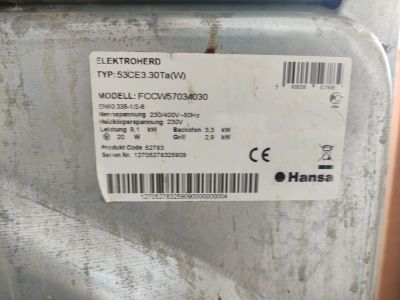 ELEKTROHERD
TYP: 53CE3.30Ta(W)
MODELL: FCCW57034030
EN60 335-1/2-6
Nennspannung 230/400V~50Hz
Heizkörperspannung 230V
Leistung 9,1 kW Backofen 3,3 kW
20 W Grill 2,9 kW
Produkt Code 52783
Serien Nr. 12705278325909
CE
Hansa
127052783259090000000004